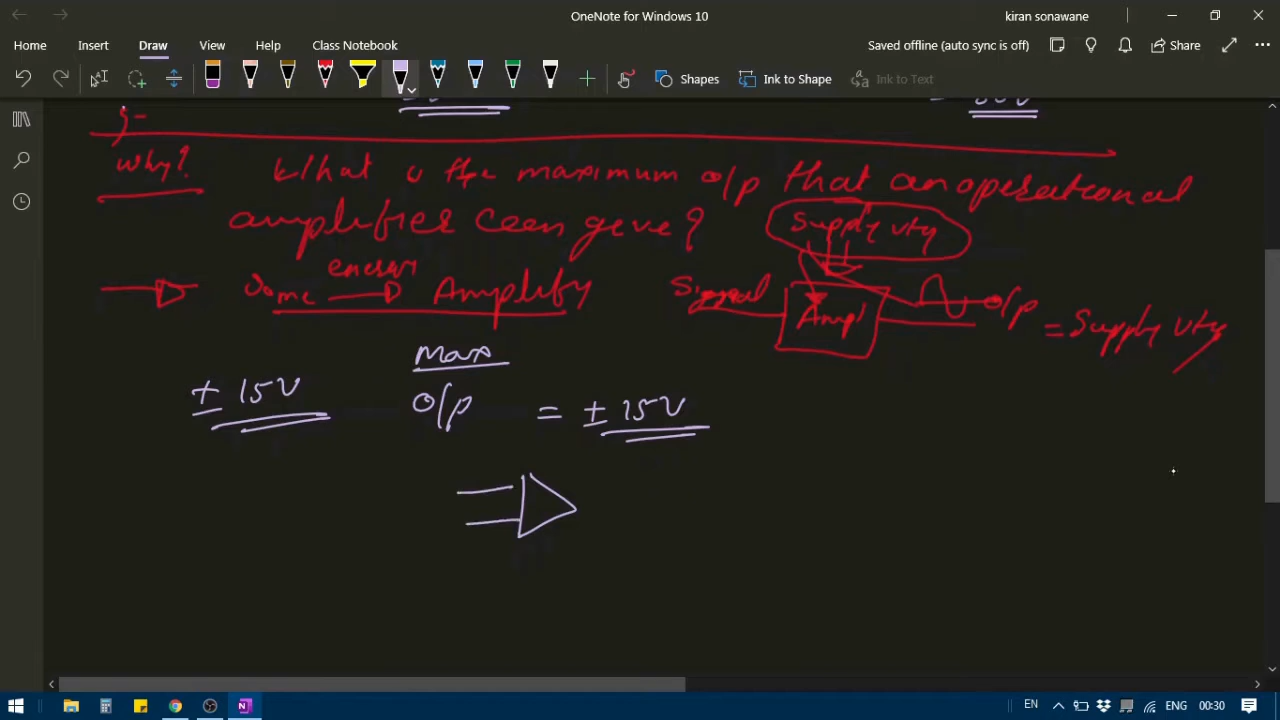 OneNote for Windows 10
kiran sonawane
Home Insert Draw View Help Class Notebook
Saved offline (auto sync is off)
Share
Shapes
Ink to Shape
Ink to Text
Why? What is the maximum o/p that an operational
amplifier can give?
Supply vtg
energy
Some Amplify
Signal Ampl o/p = Supply vtg
Max
± 15V o/p = ± 15V
EN
ENG 00:30